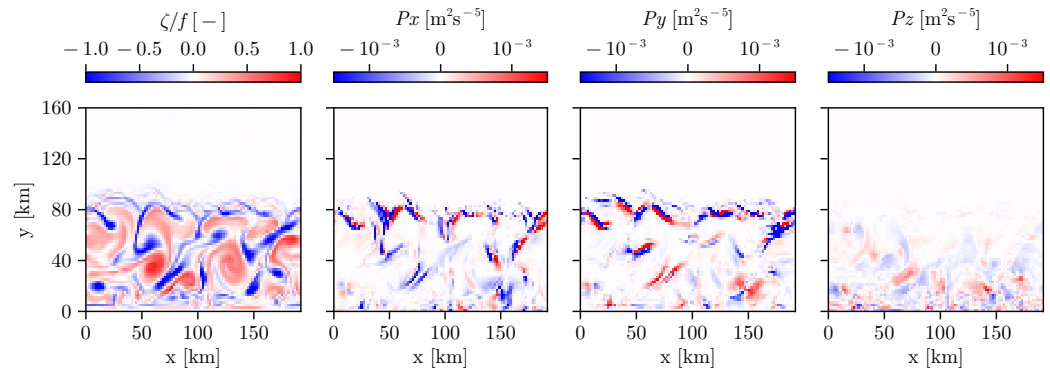 ζ/f [−]
Px [m²s⁻⁵]
Py [m²s⁻⁵]
Pz [m²s⁻⁵]
−1.0 −0.5 0.0 0.5 1.0
−10⁻³ 0 10⁻³
−10⁻³ 0 10⁻³
−10⁻³ 0 10⁻³
160
120
80
40
0
y [km]
0 50 100 150
0 50 100 150
0 50 100 150
0 50 100 150
x [km]
x [km]
x [km]
x [km]